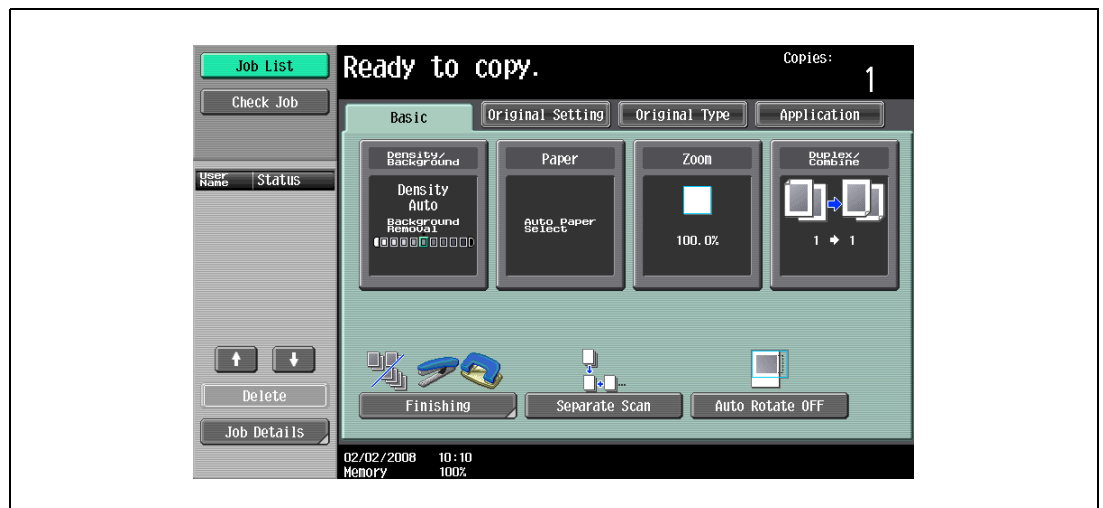 Job List
Check Job
User Name Status
Delete
Job Details
Ready to copy.
Copies:
1
Basic
Original Setting
Original Type
Application
Density/
Background
Density
Auto
Background
Removal
Paper
Auto Paper
Select
Zoom
100.0%
Duplex/
Combine
1 → 1
Finishing
Separate Scan
Auto Rotate OFF
02/02/2008 10:10
Memory 100%